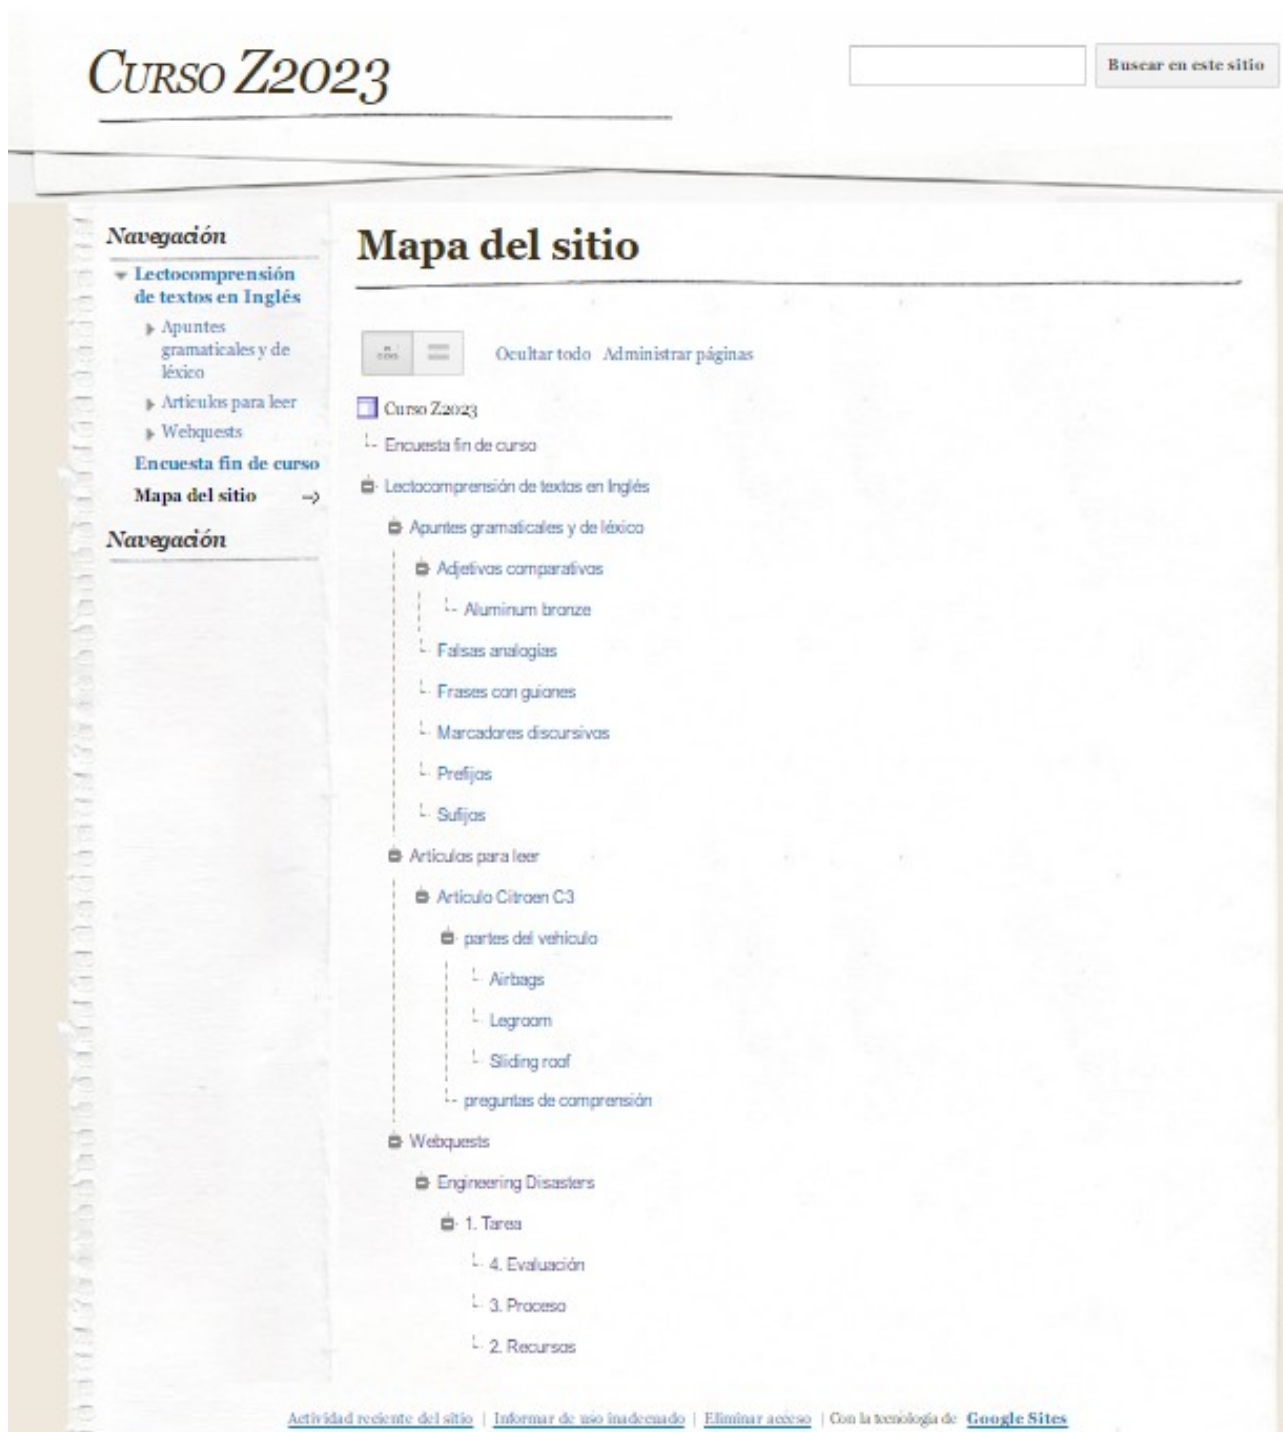 CURSO Z2023
Buscar en este sitio
Navegación
Lectocomprensión
de textos en Inglés
Apuntes
gramaticales y de
léxico
Artículos para leer
Webquests
Encuesta fin de curso
Mapa del sitio
Navegación
Mapa del sitio
Ocultar todo Administrar páginas
Curso Z2023
Encuesta fin de curso
Lectocomprensión de textos en Inglés
Apuntes gramaticales y de léxico
Adjetivos comparativos
Aluminum bronze
Falsas analogías
Frases con guiones
Marcadores discursivos
Prefijos
Sufijos
Artículos para leer
Artículo Citroen C3
partes del vehículo
Airbags
Legroom
Sliding roof
preguntas de comprensión
Webquests
Engineering Disasters
1. Tarea
4. Evaluación
3. Proceso
2. Recursos
Actividad reciente del sitio | Informar de uso inadecuado | Eliminar acceso | Con la tecnología de Google Sites